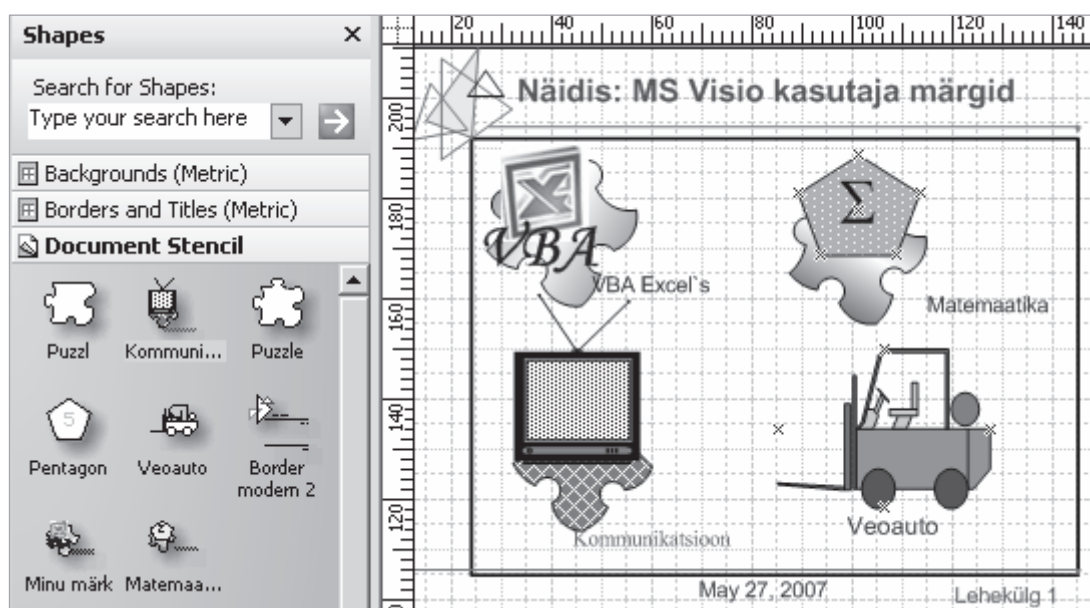 Shapes
Search for Shapes:
Type your search here
Backgrounds (Metric)
Borders and Titles (Metric)
Document Stencil
Puzzl
Kommuni...
Puzzle
5
Pentagon
Veoauto
Border
modern 2
Minu märk
Matemaa...
20 40 60 80 100 120 140
200
180
160
140
120
Näidis: MS Visio kasutaja märgid
VBA
VBA Excel`s
Σ
Matemaatika
Kommunikatsioon
Veoauto
May 27, 2007
Lehekülg 1